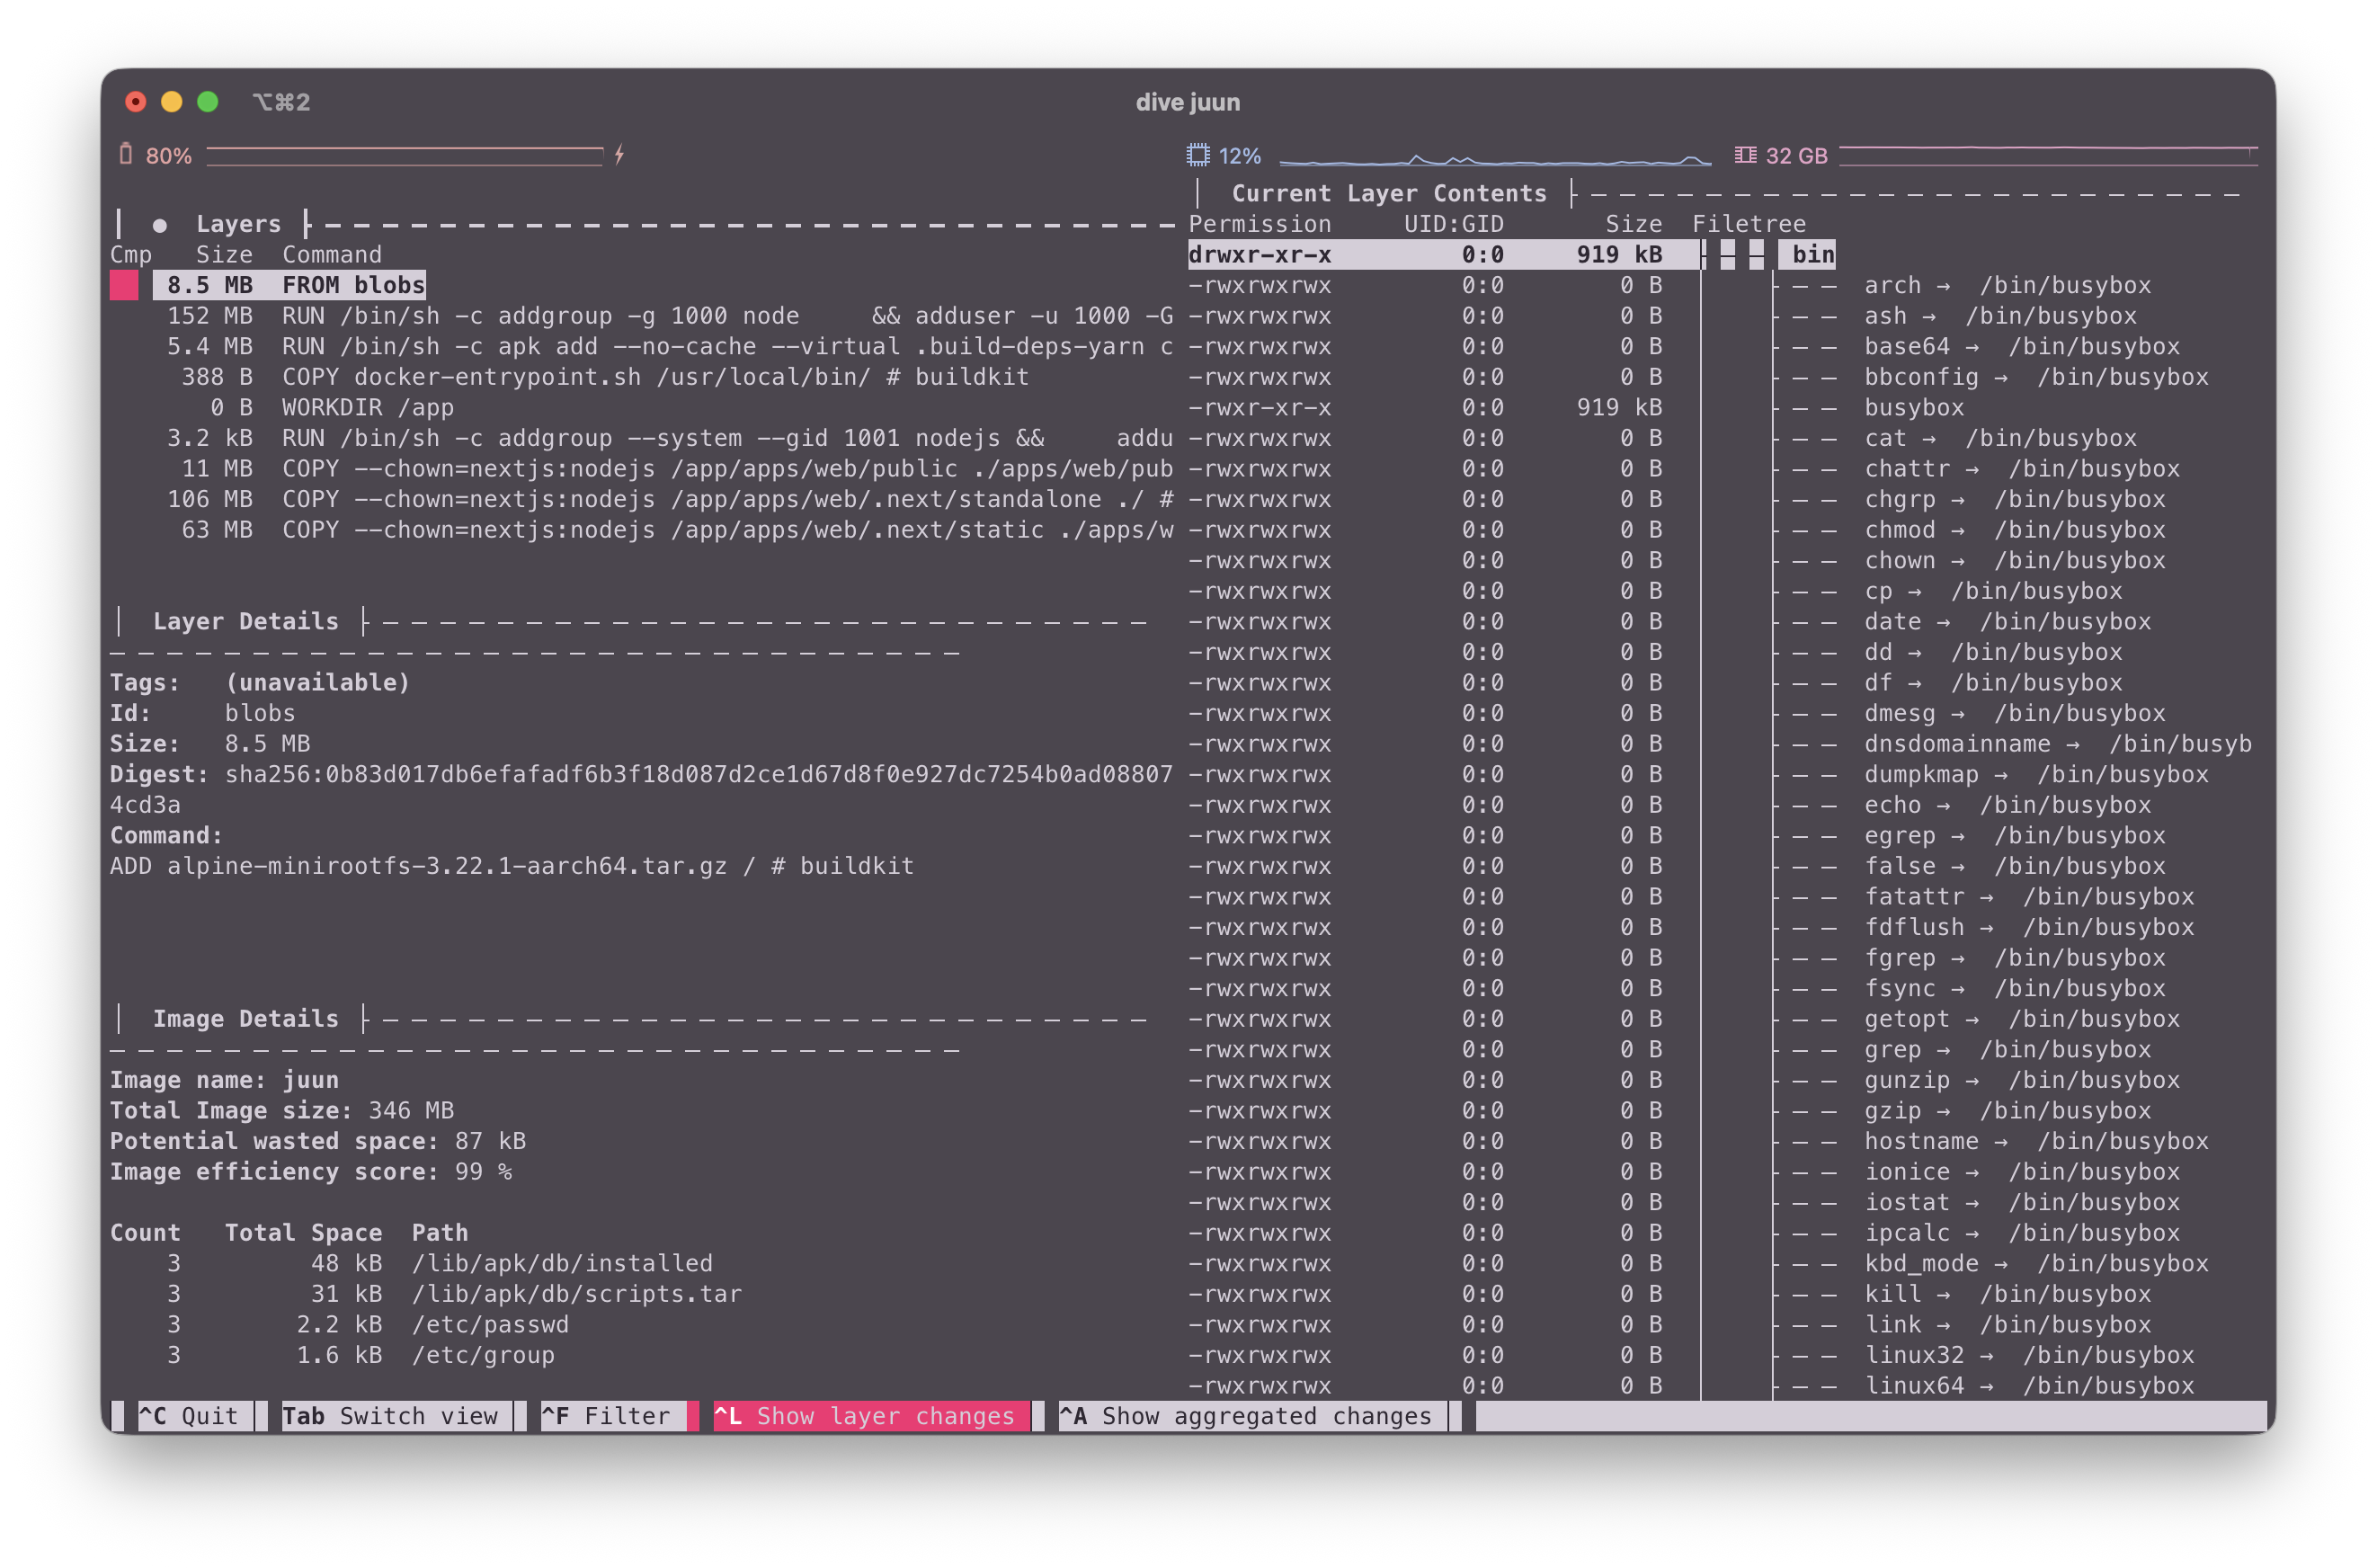 ⌥⌘2
dive juun
80%
12%
32 GB
● Layers
Cmp Size Command
8.5 MB FROM blobs
152 MB RUN /bin/sh -c addgroup -g 1000 node && adduser -u 1000 -G
5.4 MB RUN /bin/sh -c apk add --no-cache --virtual .build-deps-yarn c
388 B COPY docker-entrypoint.sh /usr/local/bin/ # buildkit
0 B WORKDIR /app
3.2 kB RUN /bin/sh -c addgroup --system --gid 1001 nodejs && addu
11 MB COPY --chown=nextjs:nodejs /app/apps/web/public ./apps/web/pub
106 MB COPY --chown=nextjs:nodejs /app/apps/web/.next/standalone ./ #
63 MB COPY --chown=nextjs:nodejs /app/apps/web/.next/static ./apps/w
Layer Details
Tags: (unavailable)
Id: blobs
Size: 8.5 MB
Digest: sha256:0b83d017db6efafadf6b3f18d087d2ce1d67d8f0e927dc7254b0ad08807
4cd3a
Command:
ADD alpine-minirootfs-3.22.1-aarch64.tar.gz / # buildkit
Image Details
Image name: juun
Total Image size: 346 MB
Potential wasted space: 87 kB
Image efficiency score: 99 %
Count Total Space Path
3 48 kB /lib/apk/db/installed
3 31 kB /lib/apk/db/scripts.tar
3 2.2 kB /etc/passwd
3 1.6 kB /etc/group
Current Layer Contents
Permission UID:GID Size Filetree
drwxr-xr-x 0:0 919 kB bin
-rwxrwxrwx 0:0 0 B arch → /bin/busybox
-rwxrwxrwx 0:0 0 B ash → /bin/busybox
-rwxrwxrwx 0:0 0 B base64 → /bin/busybox
-rwxrwxrwx 0:0 0 B bbconfig → /bin/busybox
-rwxr-xr-x 0:0 919 kB busybox
-rwxrwxrwx 0:0 0 B cat → /bin/busybox
-rwxrwxrwx 0:0 0 B chattr → /bin/busybox
-rwxrwxrwx 0:0 0 B chgrp → /bin/busybox
-rwxrwxrwx 0:0 0 B chmod → /bin/busybox
-rwxrwxrwx 0:0 0 B chown → /bin/busybox
-rwxrwxrwx 0:0 0 B cp → /bin/busybox
-rwxrwxrwx 0:0 0 B date → /bin/busybox
-rwxrwxrwx 0:0 0 B dd → /bin/busybox
-rwxrwxrwx 0:0 0 B df → /bin/busybox
-rwxrwxrwx 0:0 0 B dmesg → /bin/busybox
-rwxrwxrwx 0:0 0 B dnsdomainname → /bin/busyb
-rwxrwxrwx 0:0 0 B dumpkmap → /bin/busybox
-rwxrwxrwx 0:0 0 B echo → /bin/busybox
-rwxrwxrwx 0:0 0 B egrep → /bin/busybox
-rwxrwxrwx 0:0 0 B false → /bin/busybox
-rwxrwxrwx 0:0 0 B fatattr → /bin/busybox
-rwxrwxrwx 0:0 0 B fdflush → /bin/busybox
-rwxrwxrwx 0:0 0 B fgrep → /bin/busybox
-rwxrwxrwx 0:0 0 B fsync → /bin/busybox
-rwxrwxrwx 0:0 0 B getopt → /bin/busybox
-rwxrwxrwx 0:0 0 B grep → /bin/busybox
-rwxrwxrwx 0:0 0 B gunzip → /bin/busybox
-rwxrwxrwx 0:0 0 B gzip → /bin/busybox
-rwxrwxrwx 0:0 0 B hostname → /bin/busybox
-rwxrwxrwx 0:0 0 B ionice → /bin/busybox
-rwxrwxrwx 0:0 0 B iostat → /bin/busybox
-rwxrwxrwx 0:0 0 B ipcalc → /bin/busybox
-rwxrwxrwx 0:0 0 B kbd_mode → /bin/busybox
-rwxrwxrwx 0:0 0 B kill → /bin/busybox
-rwxrwxrwx 0:0 0 B link → /bin/busybox
-rwxrwxrwx 0:0 0 B linux32 → /bin/busybox
-rwxrwxrwx 0:0 0 B linux64 → /bin/busybox
^C Quit Tab Switch view ^F Filter ^L Show layer changes ^A Show aggregated changes